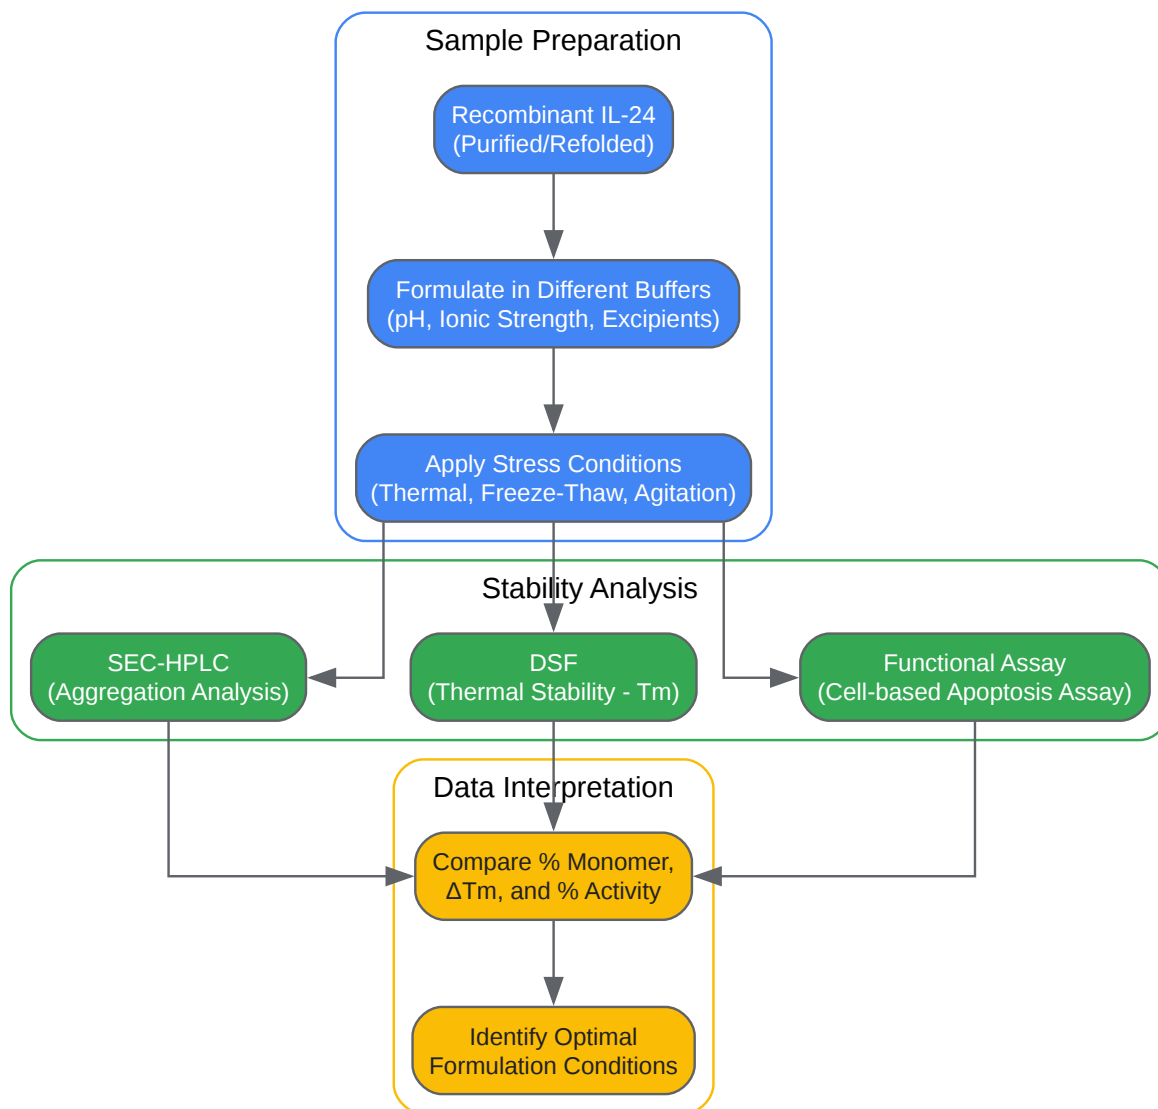 Sample Preparation
Recombinant IL-24
(Purified/Refolded)
Formulate in Different Buffers
(pH, Ionic Strength, Excipients)
Apply Stress Conditions
(Thermal, Freeze-Thaw, Agitation)
Stability Analysis
SEC-HPLC
(Aggregation Analysis)
DSF
(Thermal Stability - Tm)
Functional Assay
(Cell-based Apoptosis Assay)
Data Interpretation
Compare % Monomer,
ΔTm, and % Activity
Identify Optimal
Formulation Conditions